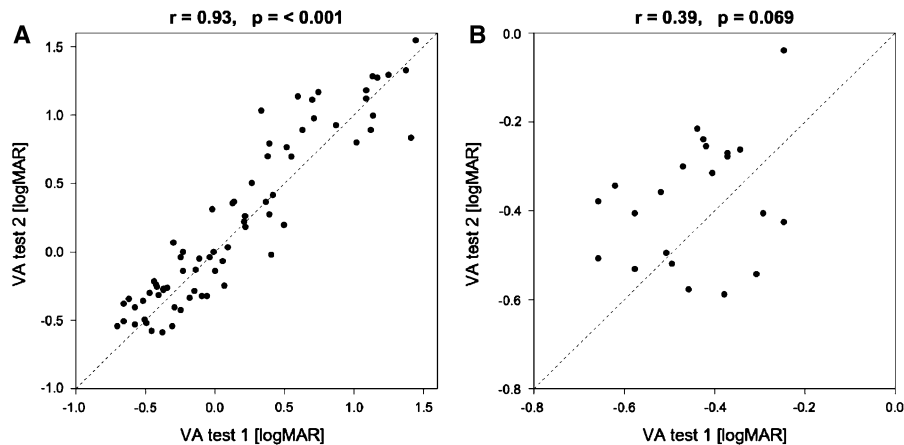 r = 0.93, p = < 0.001
A
1.5
1.0
0.5
0.0
-0.5
-1.0
VA test 2 [logMAR]
-1.0 -0.5 0.0 0.5 1.0 1.5
VA test 1 [logMAR]
r = 0.39, p = 0.069
B
0.0
-0.2
-0.4
-0.6
-0.8
VA test 2 [logMAR]
-0.8 -0.6 -0.4 -0.2 0.0
VA test 1 [logMAR]